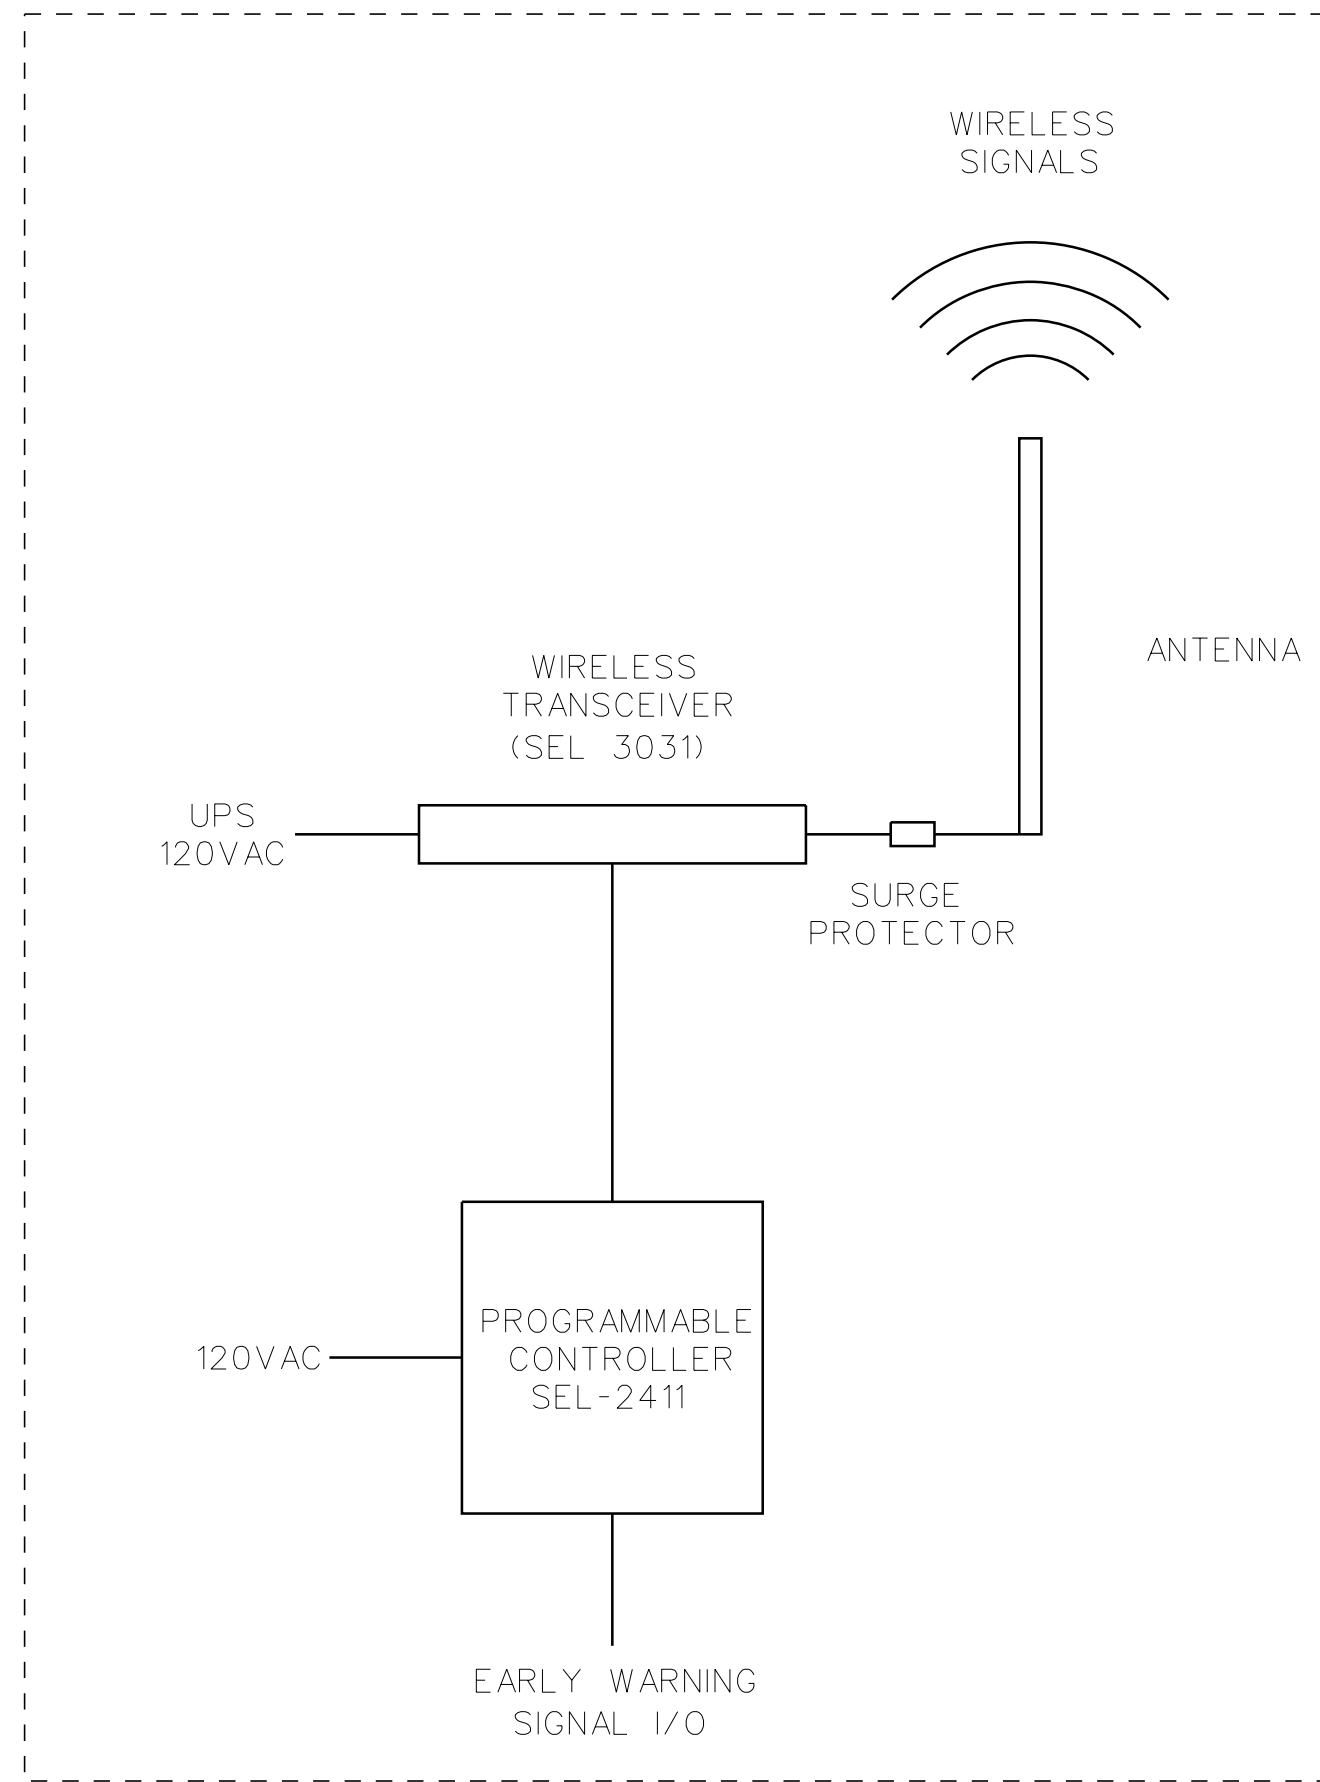 WIRELESS
SIGNALS
ANTENNA
WIRELESS
TRANSCEIVER
(SEL 3031)
UPS
120VAC
SURGE
PROTECTOR
PROGRAMMABLE
CONTROLLER
SEL-2411
120VAC
EARLY WARNING
SIGNAL I/O